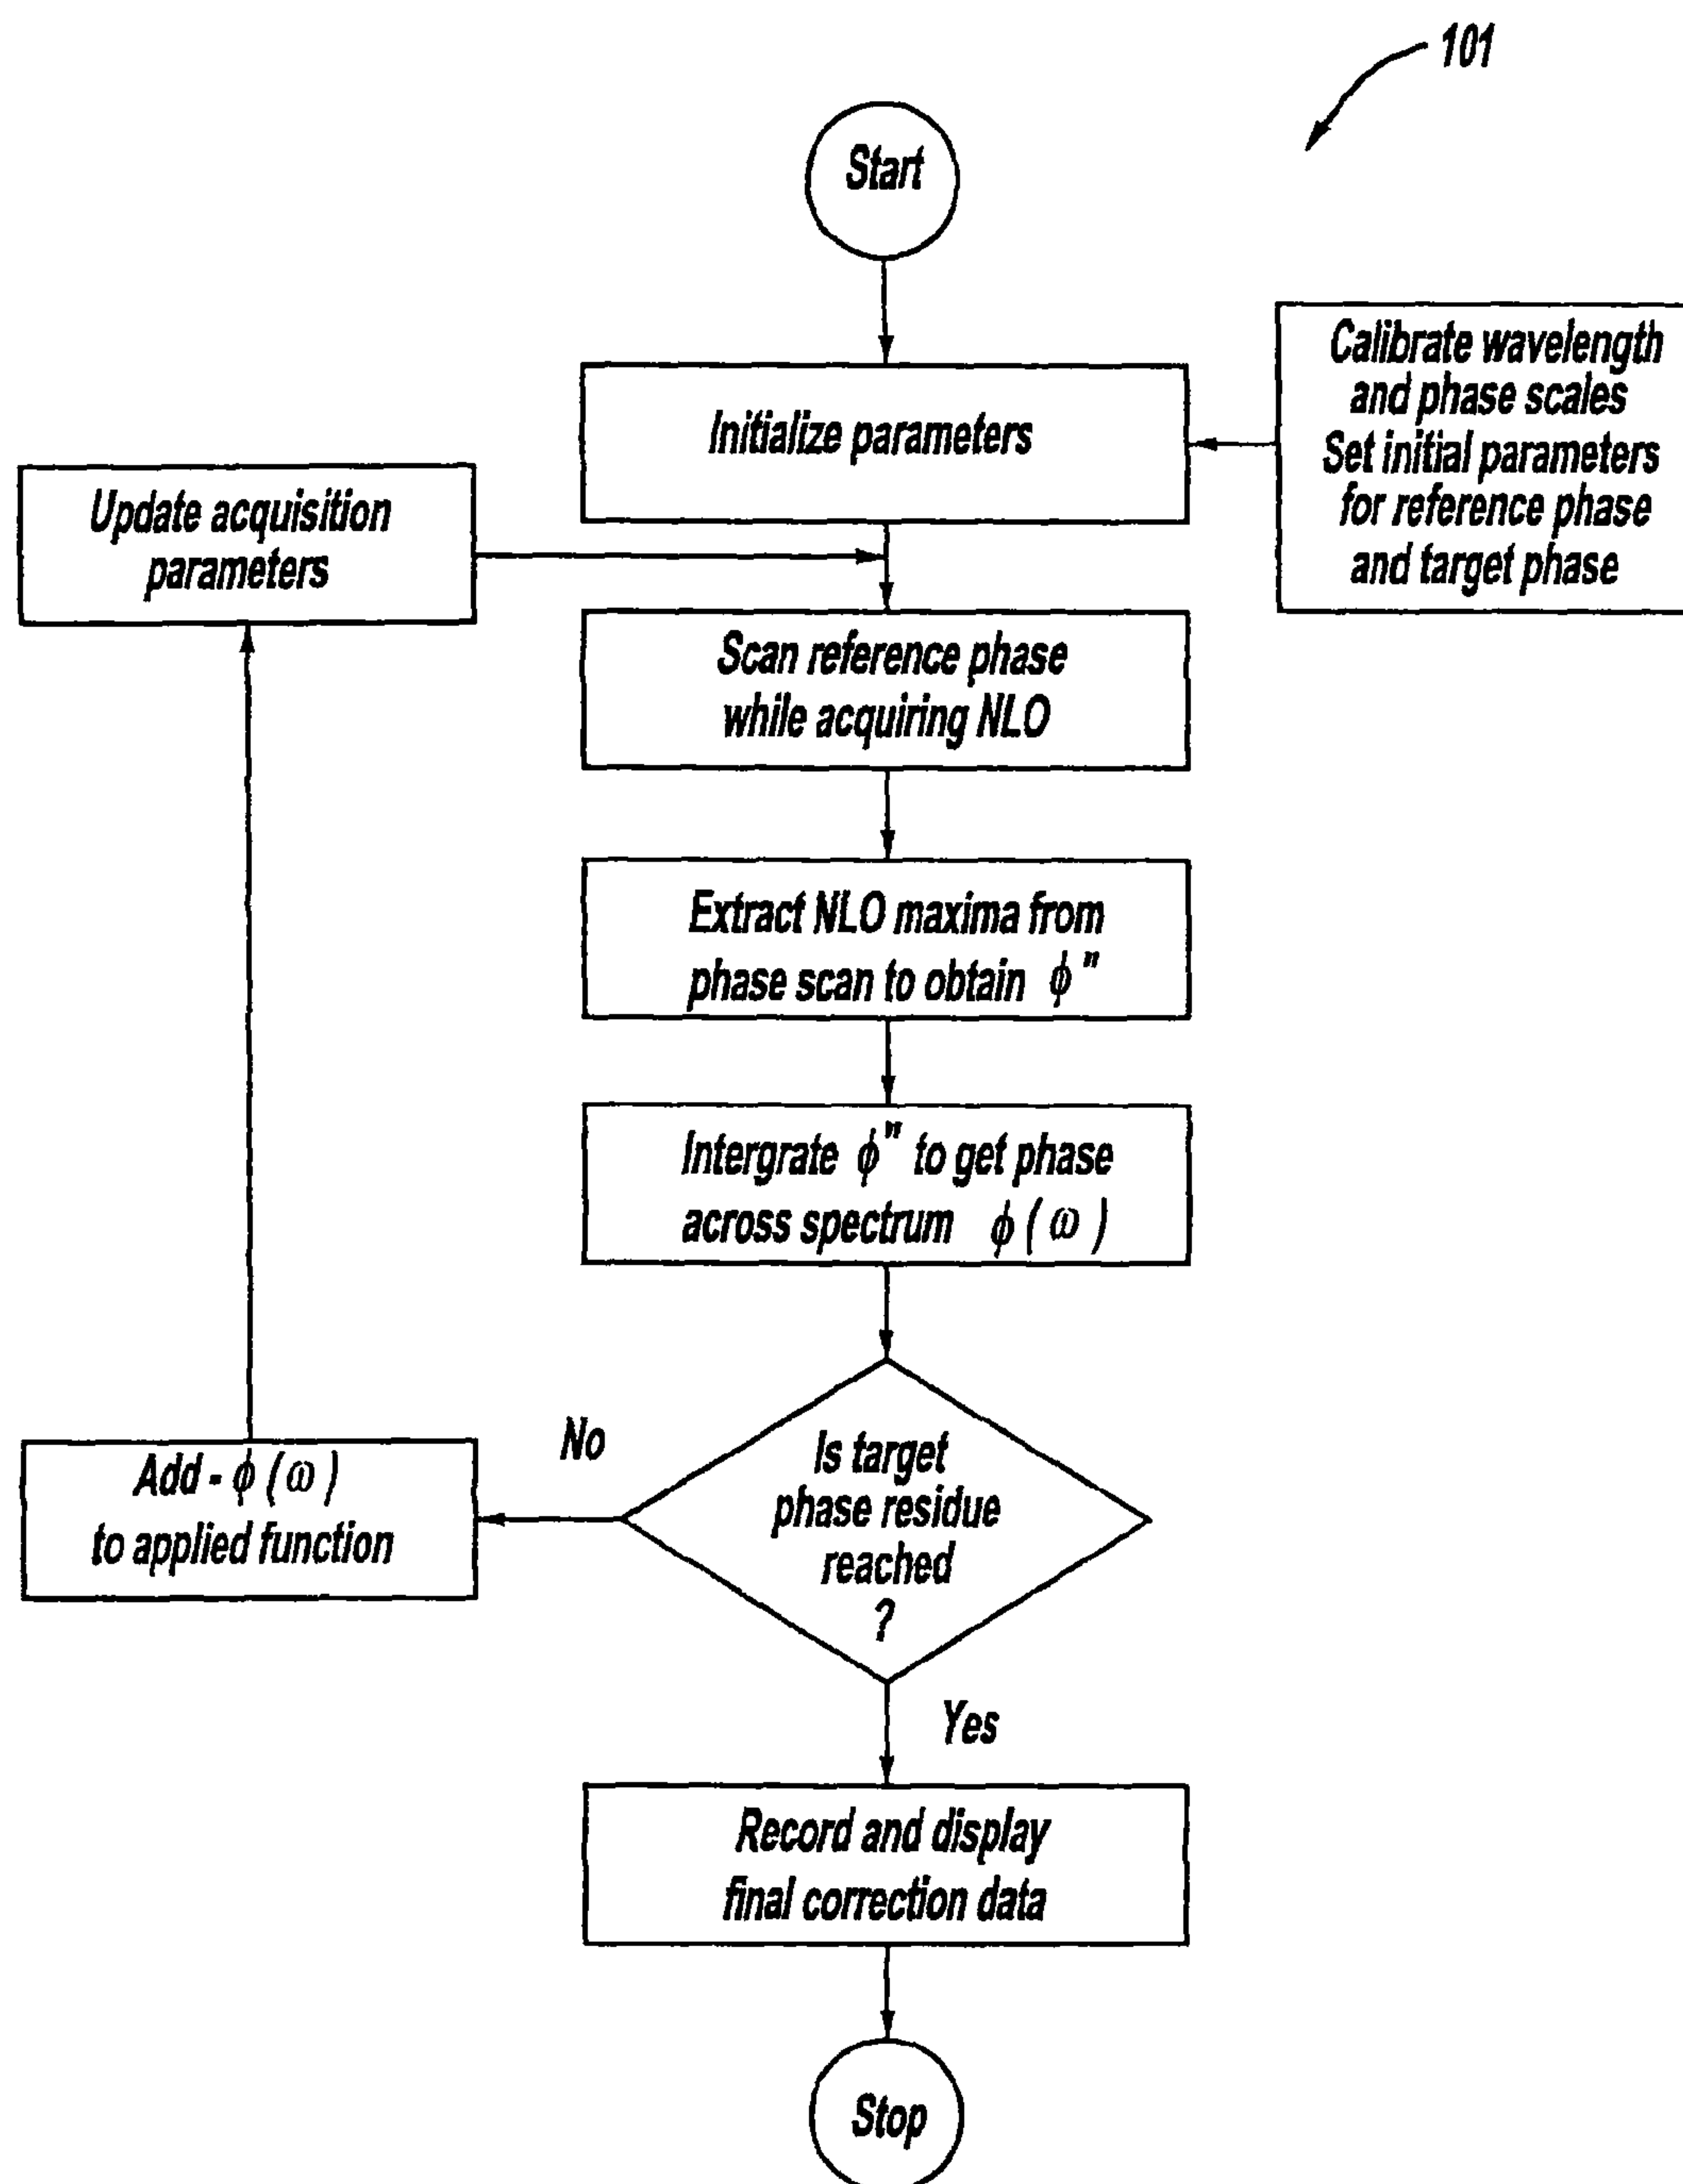 101
Start
Initialize parameters
Calibrate wavelength
and phase scales
Set initial parameters
for reference phase
and target phase
Update acquisition
parameters
Scan reference phase
while acquiring NLO
Extract NLO maxima from
phase scan to obtain ϕ"
Intergrate ϕ" to get phase
across spectrum ϕ ( ω )
Is target
phase residue
reached
?
No
Add - ϕ ( ω )
to applied function
Yes
Record and display
final correction data
Stop